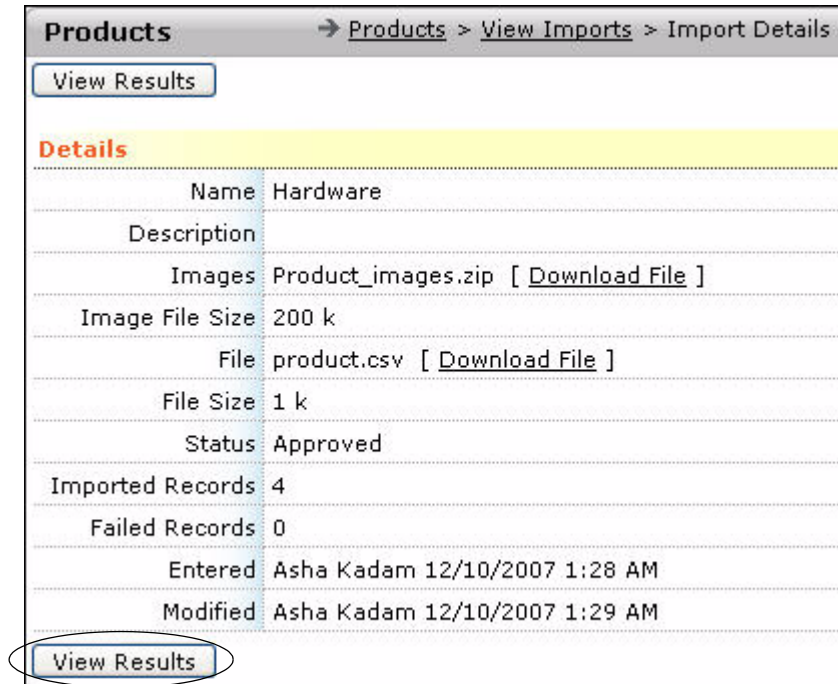 Products → Products > View Imports > Import Details
View Results
Details
Name Hardware
Description
Images Product_images.zip [ Download File ]
Image File Size 200 k
File product.csv [ Download File ]
File Size 1 k
Status Approved
Imported Records 4
Failed Records 0
Entered Asha Kadam 12/10/2007 1:28 AM
Modified Asha Kadam 12/10/2007 1:29 AM
View Results